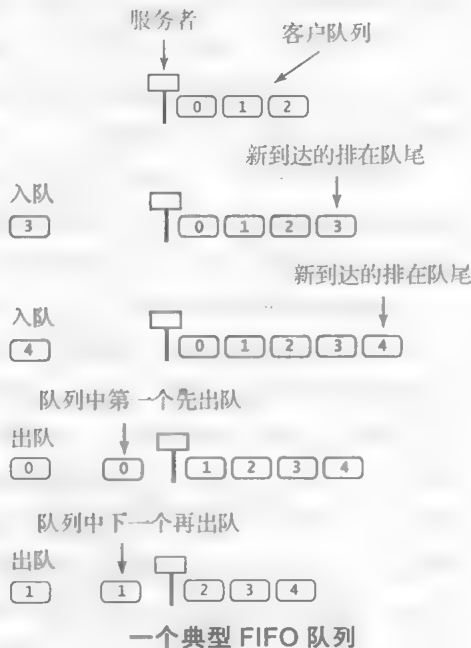 服务者
客户队列
0 1 2
新到达的排在队尾
入队
3
0 1 2 3
新到达的排在队尾
入队
4
0 1 2 3 4
队列中第一个先出队
出队
0
0
1 2 3 4
队列中下一个再出队
出队
1
1
2 3 4
一个典型 FIFO 队列